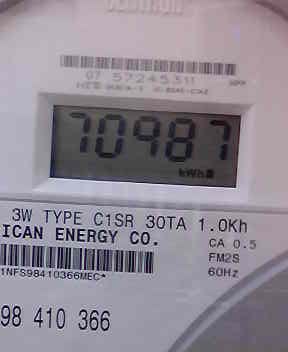 07 57245311
70987
kWh
3W TYPE C1SR 30TA 1.0Kh
ICAN ENERGY CO.
CA 0.5
FM2S
60Hz
1NFS98410366MEC*
98 410 366